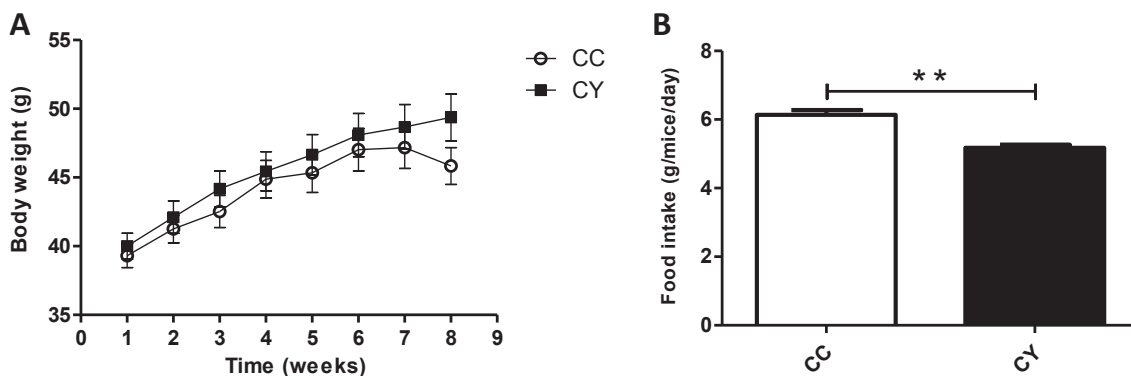 A
Body weight (g)
55
50
45
40
35
0 1 2 3 4 5 6 7 8 9
Time (weeks)
CC
CY
B
Food intake (g/mice/day)
8
6
4
2
0
**
CC
CY